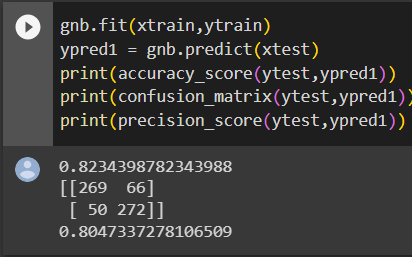 gnb.fit(xtrain,ytrain)
ypred1 = gnb.predict(xtest)
print(accuracy_score(ytest,ypred1))
print(confusion_matrix(ytest,ypred1))
print(precision_score(ytest,ypred1))
0.8234398782343988
[[269  66]
 [ 50 272]]
0.8047337278106509